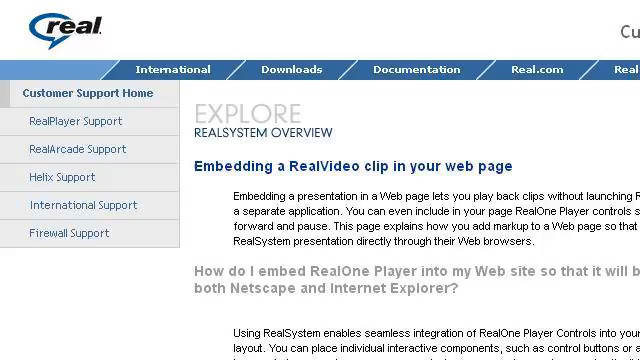 real.
Cu
International
Downloads
Documentation
Real.com
Real
Customer Support Home
RealPlayer Support
RealArcade Support
Helix Support
International Support
Firewall Support
EXPLORE
REALSYSTEM OVERVIEW
Embedding a RealVideo clip in your web page
Embedding a presentation in a Web page lets you play back clips without launching R
a separate application. You can even include in your page RealOne Player controls s
forward and pause. This page explains how you add markup to a Web page so that
RealSystem presentation directly through their Web browsers.
How do I embed RealOne Player into my Web site so that it will b
both Netscape and Internet Explorer?
Using RealSystem enables seamless integration of RealOne Player Controls into your
layout. You can place individual interactive components, such as control buttons or a